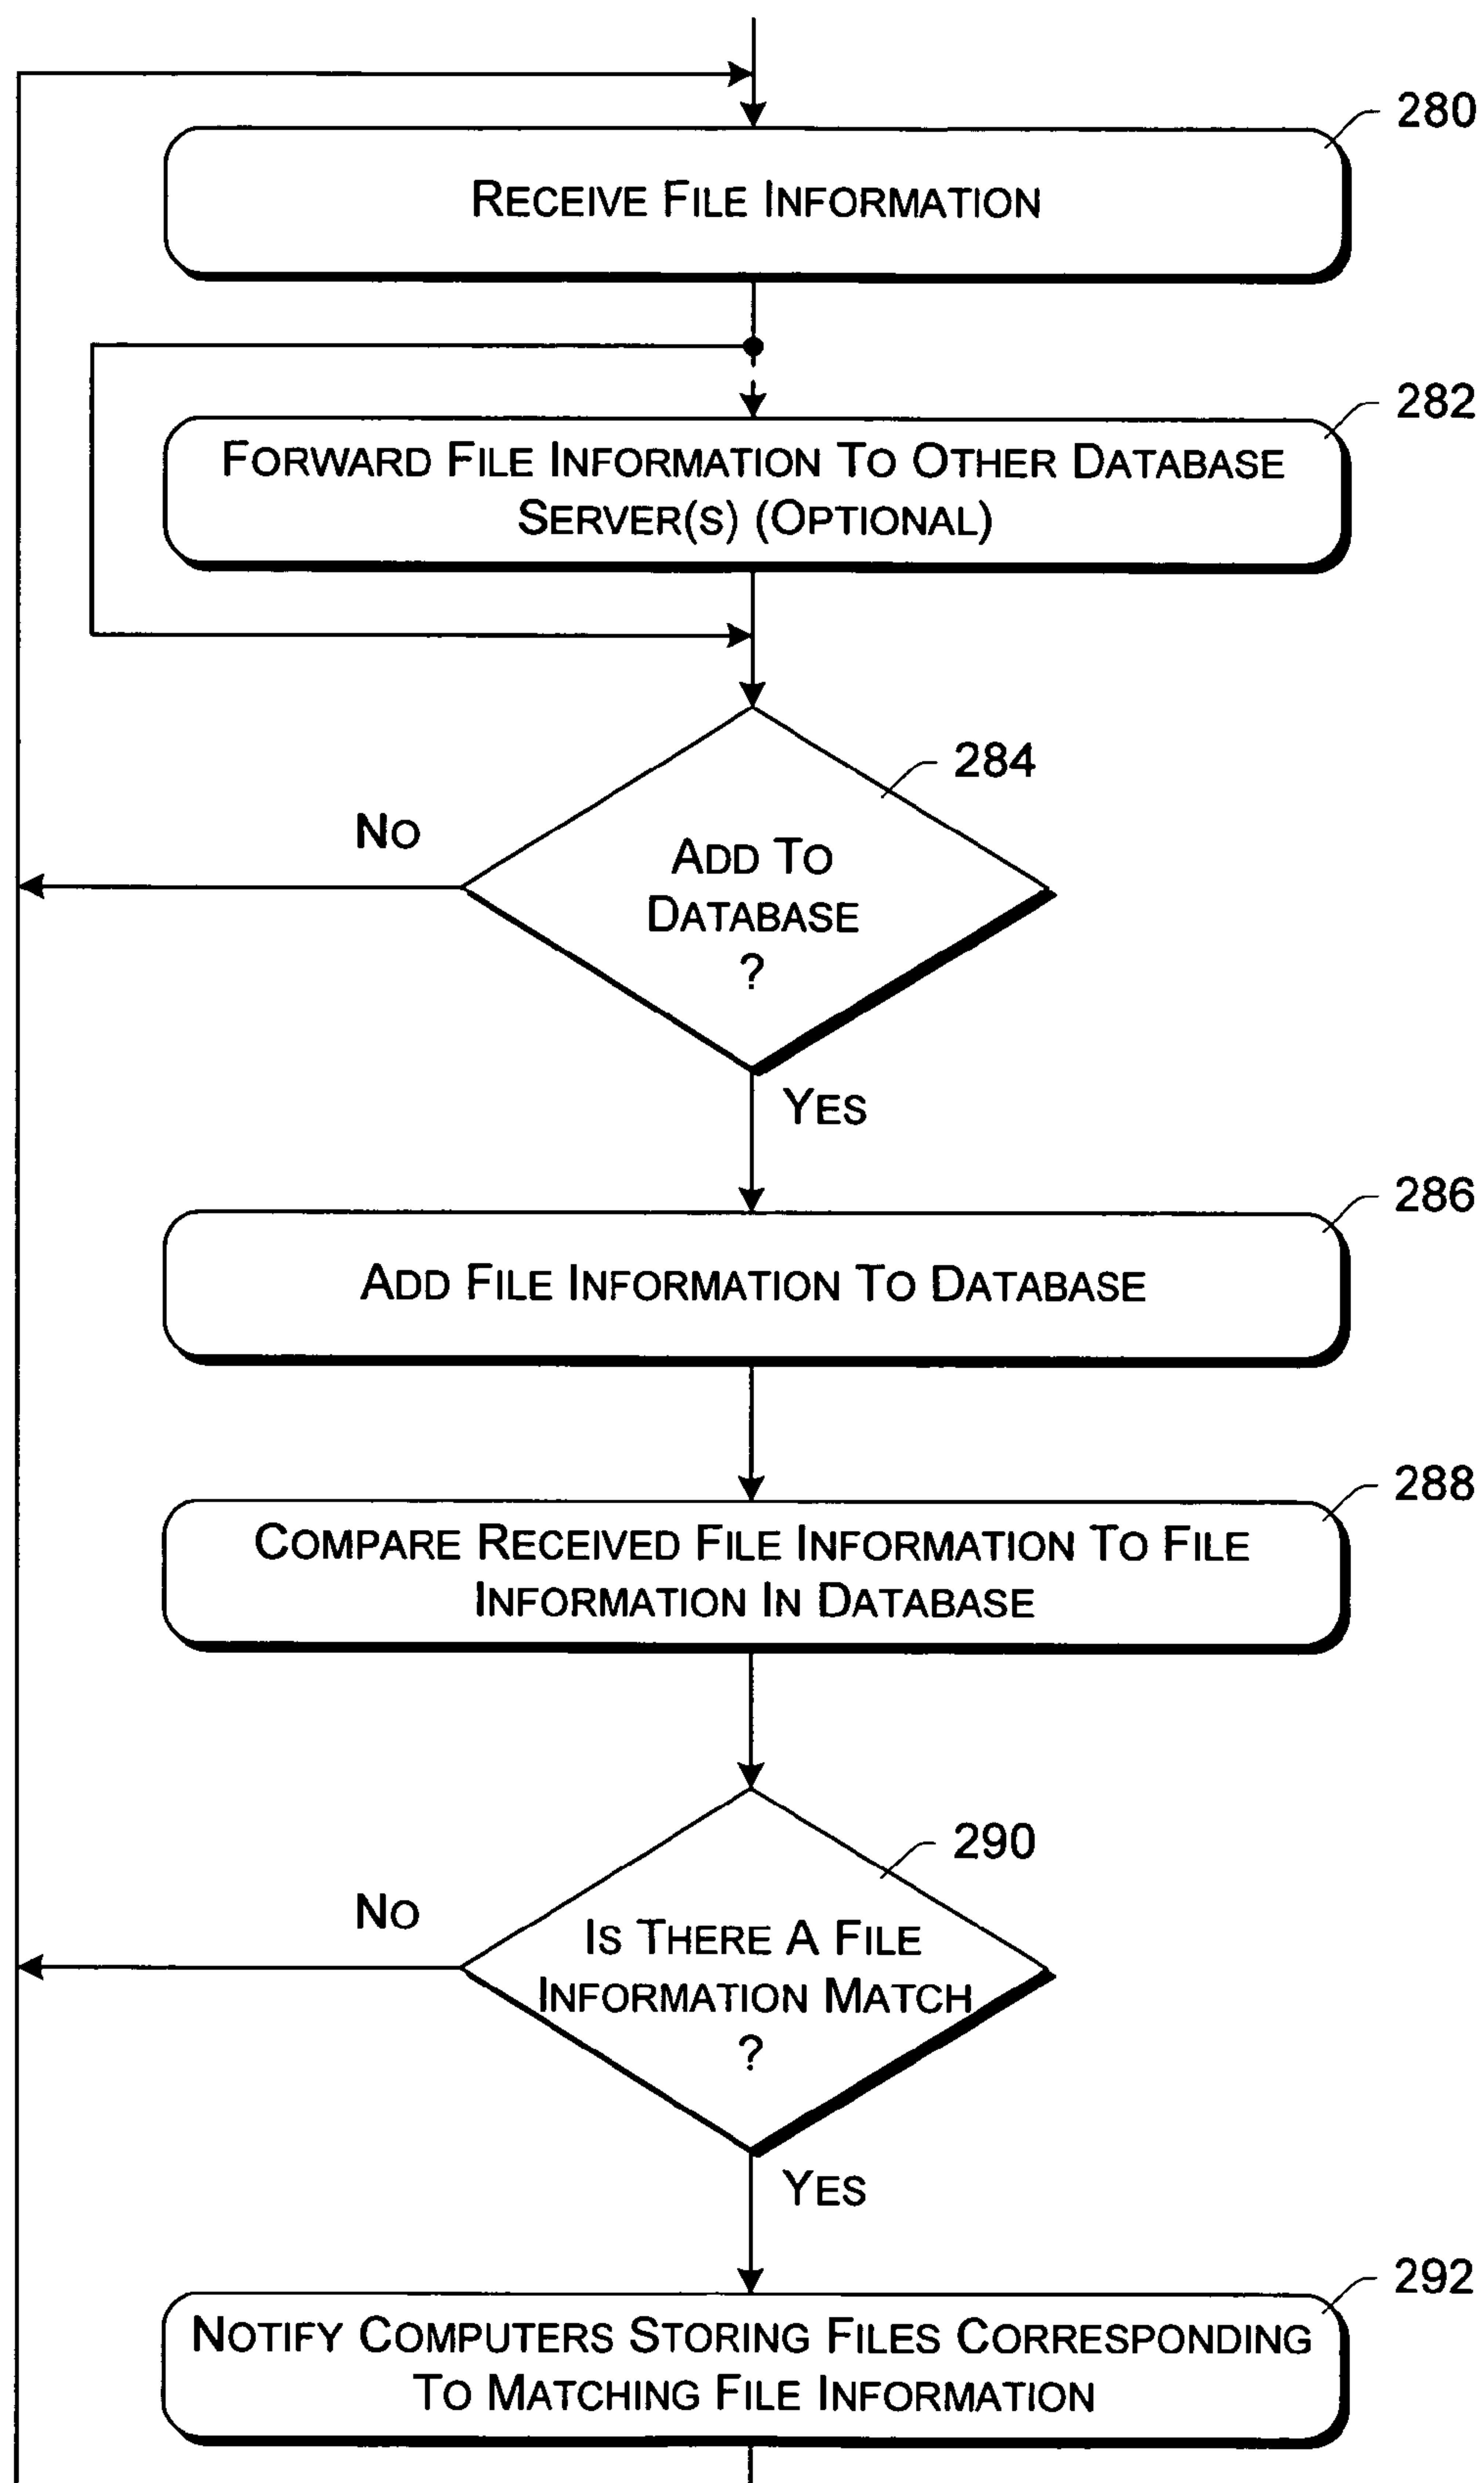 280
RECEIVE FILE INFORMATION
282
FORWARD FILE INFORMATION TO OTHER DATABASE
SERVER(S) (OPTIONAL)
284
NO
ADD TO
DATABASE
?
YES
286
ADD FILE INFORMATION TO DATABASE
288
COMPARE RECEIVED FILE INFORMATION TO FILE
INFORMATION IN DATABASE
290
NO
IS THERE A FILE
INFORMATION MATCH
?
YES
292
NOTIFY COMPUTERS STORING FILES CORRESPONDING
TO MATCHING FILE INFORMATION